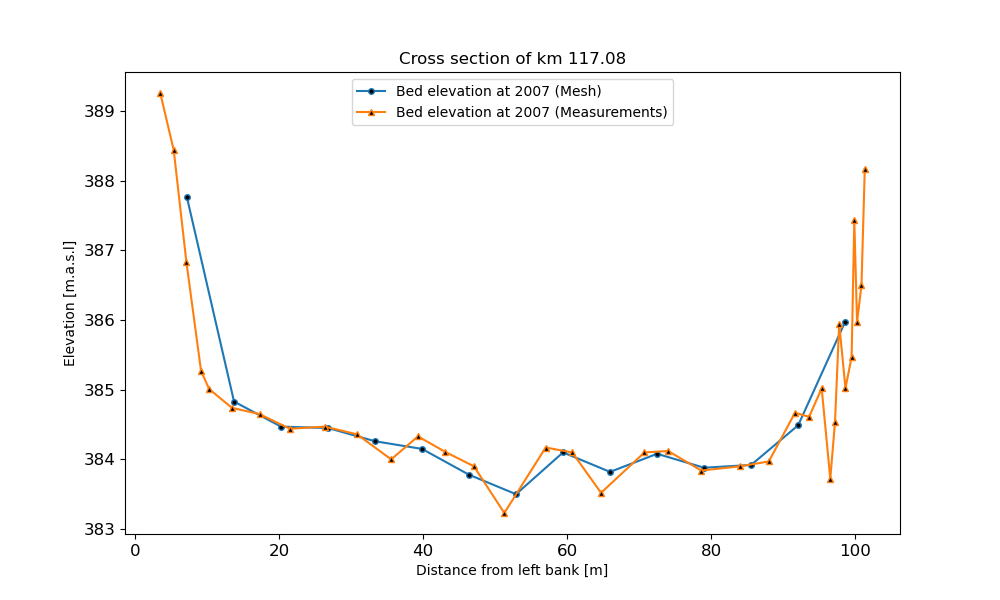 Cross section of km 117.08
Bed elevation at 2007 (Mesh)
Bed elevation at 2007 (Measurements)
389
388
387
386
385
384
383
Elevation [m.a.s.l]
0 20 40 60 80 100
Distance from left bank [m]